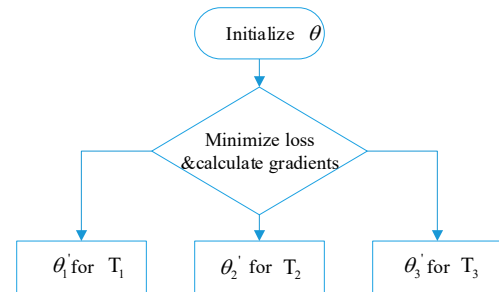 Initialize θ
Minimize loss
&calculate gradients
θ₁' for T₁
θ₂' for T₂
θ₃' for T₃